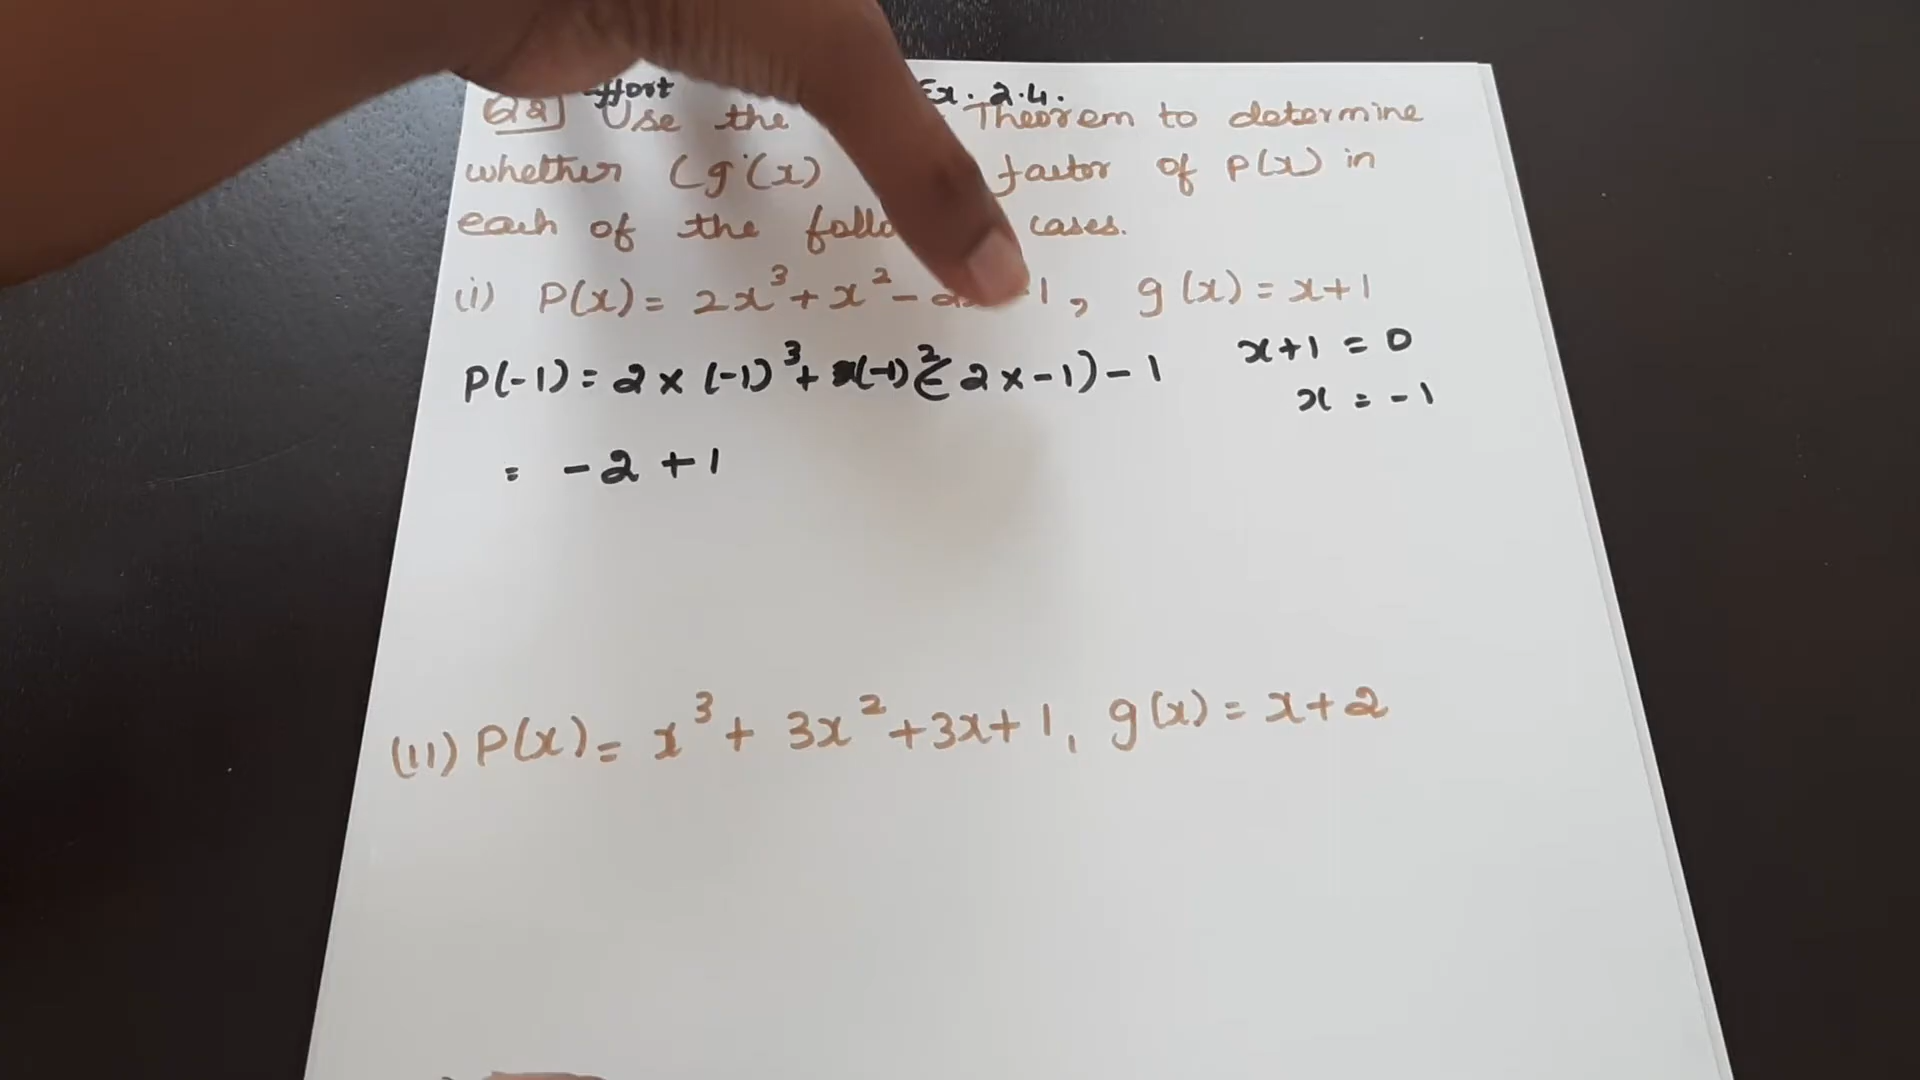 Ex. 2.4.
Q2] Use the Theorem to determine
whether (g(x) factor of P(x) in
each of the cases.
(i) P(x) = 2x³ + x² - 1, g(x) = x+1
P(-1) = 2 x (-1)³ + (-1)² (- 2 x -1) - 1
x+1 = 0
x = -1
= -2 +1
(ii) P(x) = x³ + 3x² + 3x + 1, g(x) = x+2